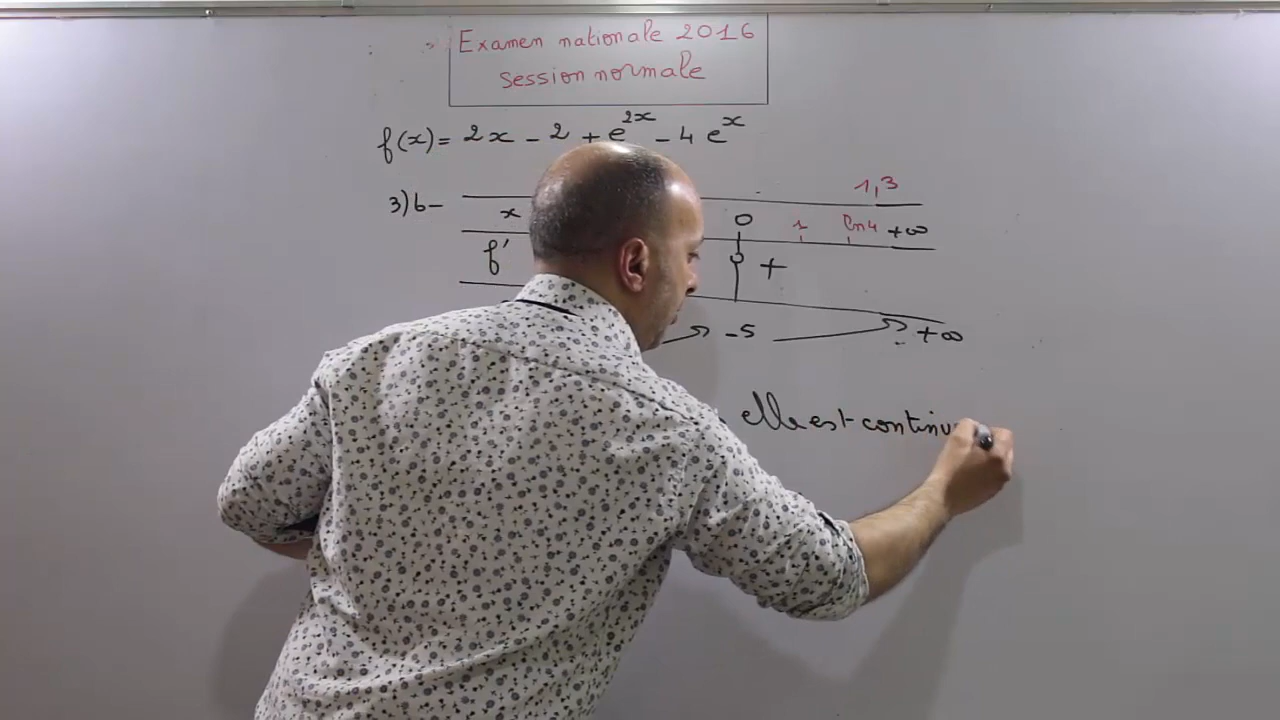 Examen nationale 2016
session normale
f(x) = 2x - 2 + e^{2x} - 4e^x
1,3
3) b -
x 0 1 ln4 +∞
f' +
-5 +∞
elle est continu